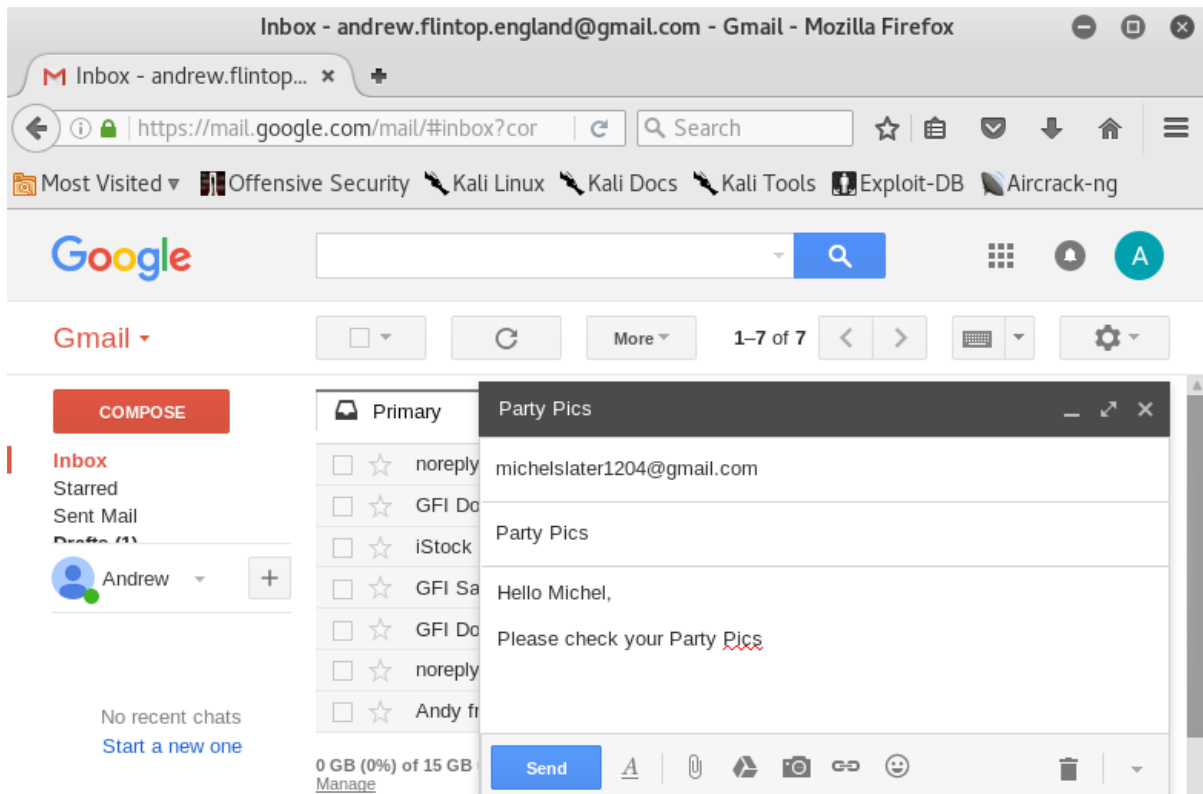 Inbox - andrew.flintop.england@gmail.com - Gmail - Mozilla Firefox
Inbox - andrew.flintop...
https://mail.google.com/mail/#inbox?cor
Search
Most Visited
Offensive Security
Kali Linux
Kali Docs
Kali Tools
Exploit-DB
Aircrack-ng
Google
A
Gmail
More
1–7 of 7
COMPOSE
Inbox
Starred
Sent Mail
Drafts (1)
Andrew
No recent chats
Start a new one
Primary
noreply
GFI Do
iStock
GFI Sa
GFI Do
noreply
Andy fr
0 GB (0%) of 15 GB
Manage
Party Pics
michelslater1204@gmail.com
Party Pics
Hello Michel,
Please check your Party Pics
Send
A